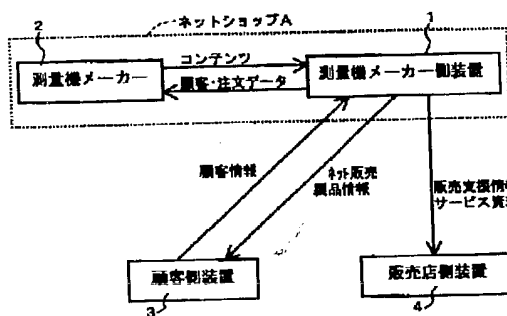 ネットショップA
2
1
測量機メーカー
コンテンツ
顧客・注文データ
測量機メーカー側装置
顧客情報
ネット販売
製品情報
販売支援情報
サービス資
顧客側装置
販売店側装置
3
4